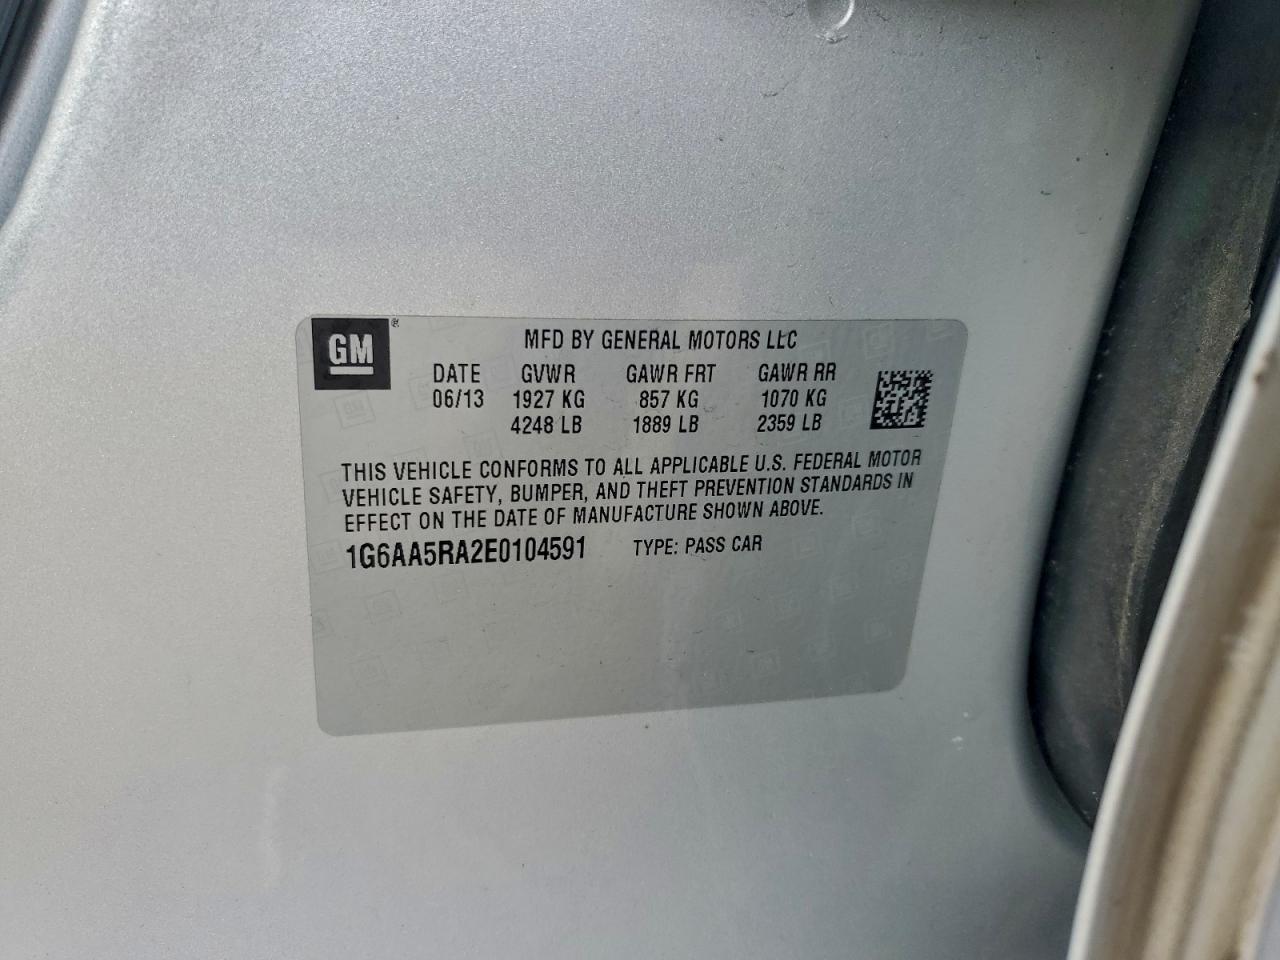 GM ®
MFD BY GENERAL MOTORS LLC
DATE GVWR GAWR FRT GAWR RR
06/13 1927 KG 857 KG 1070 KG
4248 LB 1889 LB 2359 LB
THIS VEHICLE CONFORMS TO ALL APPLICABLE U.S. FEDERAL MOTOR
VEHICLE SAFETY, BUMPER, AND THEFT PREVENTION STANDARDS IN
EFFECT ON THE DATE OF MANUFACTURE SHOWN ABOVE.
1G6AA5RA2E0104591 TYPE: PASS CAR